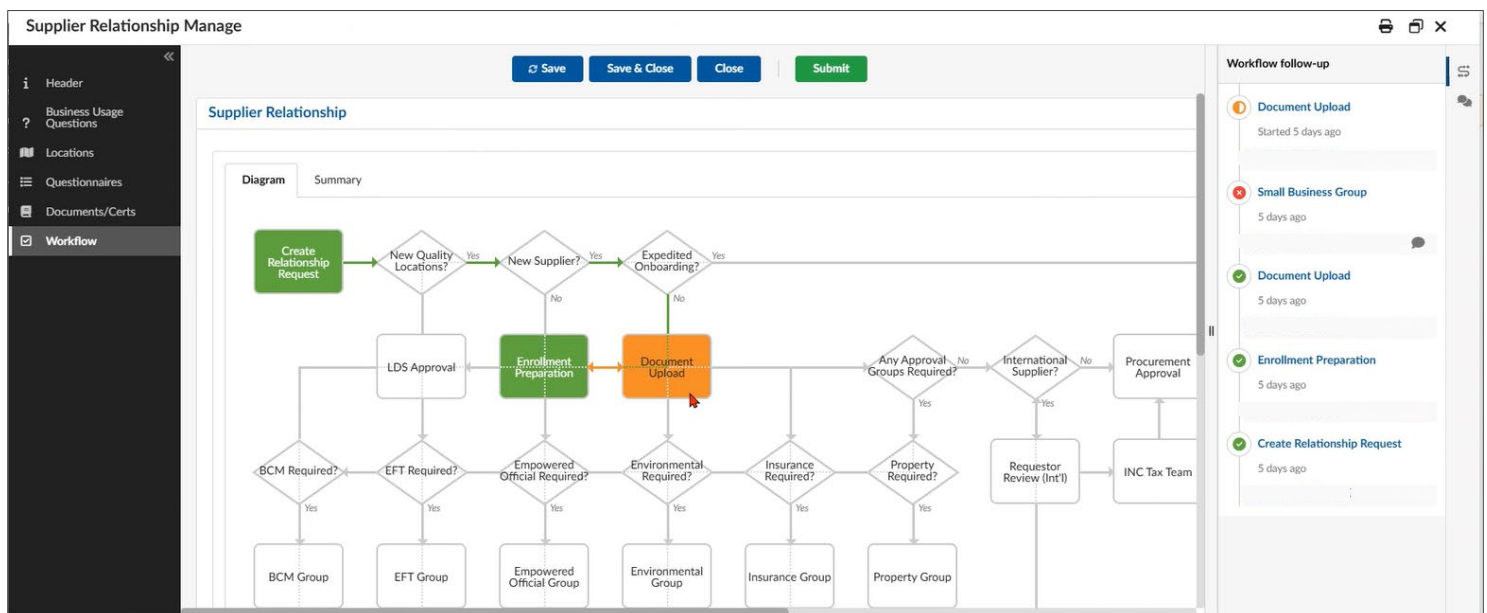 Supplier Relationship Manage
Header
Business Usage
Questions
Locations
Questionnaires
Documents/Certs
Workflow
Save
Save & Close
Close
Submit
Supplier Relationship
Diagram
Summary
Create
Relationship
Request
New Quality
Locations?
Yes
New Supplier?
Yes
Expedited
Onboarding?
Yes
No
No
LDS Approval
Enrollment
Preparation
Document
Upload
Any Approval
Groups Required?
No
International
Supplier?
No
Procurement
Approval
Yes
Yes
BCM Required?
EFT Required?
Empowered
Official Required?
Environmental
Required?
Insurance
Required?
Property
Required?
Requestor
Review (Int'l)
INC Tax Team
Yes
Yes
Yes
Yes
Yes
Yes
BCM Group
EFT Group
Empowered
Official Group
Environmental
Group
Insurance Group
Property Group
Workflow follow-up
Document Upload
Started 5 days ago
Small Business Group
5 days ago
Document Upload
5 days ago
Enrollment Preparation
5 days ago
Create Relationship Request
5 days ago